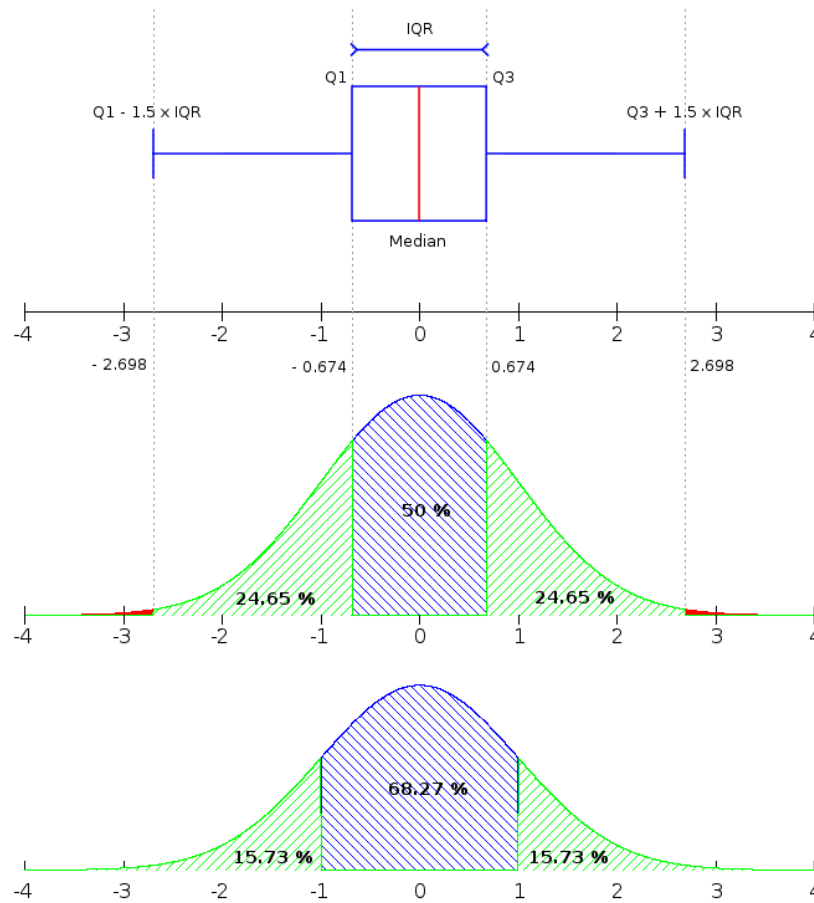 IQR
Q1 Q3
Q1 - 1.5 x IQR Q3 + 1.5 x IQR
Median
-4 -3 -2 -1 0 1 2 3 4
- 2.698 - 0.674 0.674 2.698
50 %
24.65 % 24.65 %
-4 -3 -2 -1 0 1 2 3 4
68.27 %
15.73 % 15.73 %
-4 -3 -2 -1 0 1 2 3 4